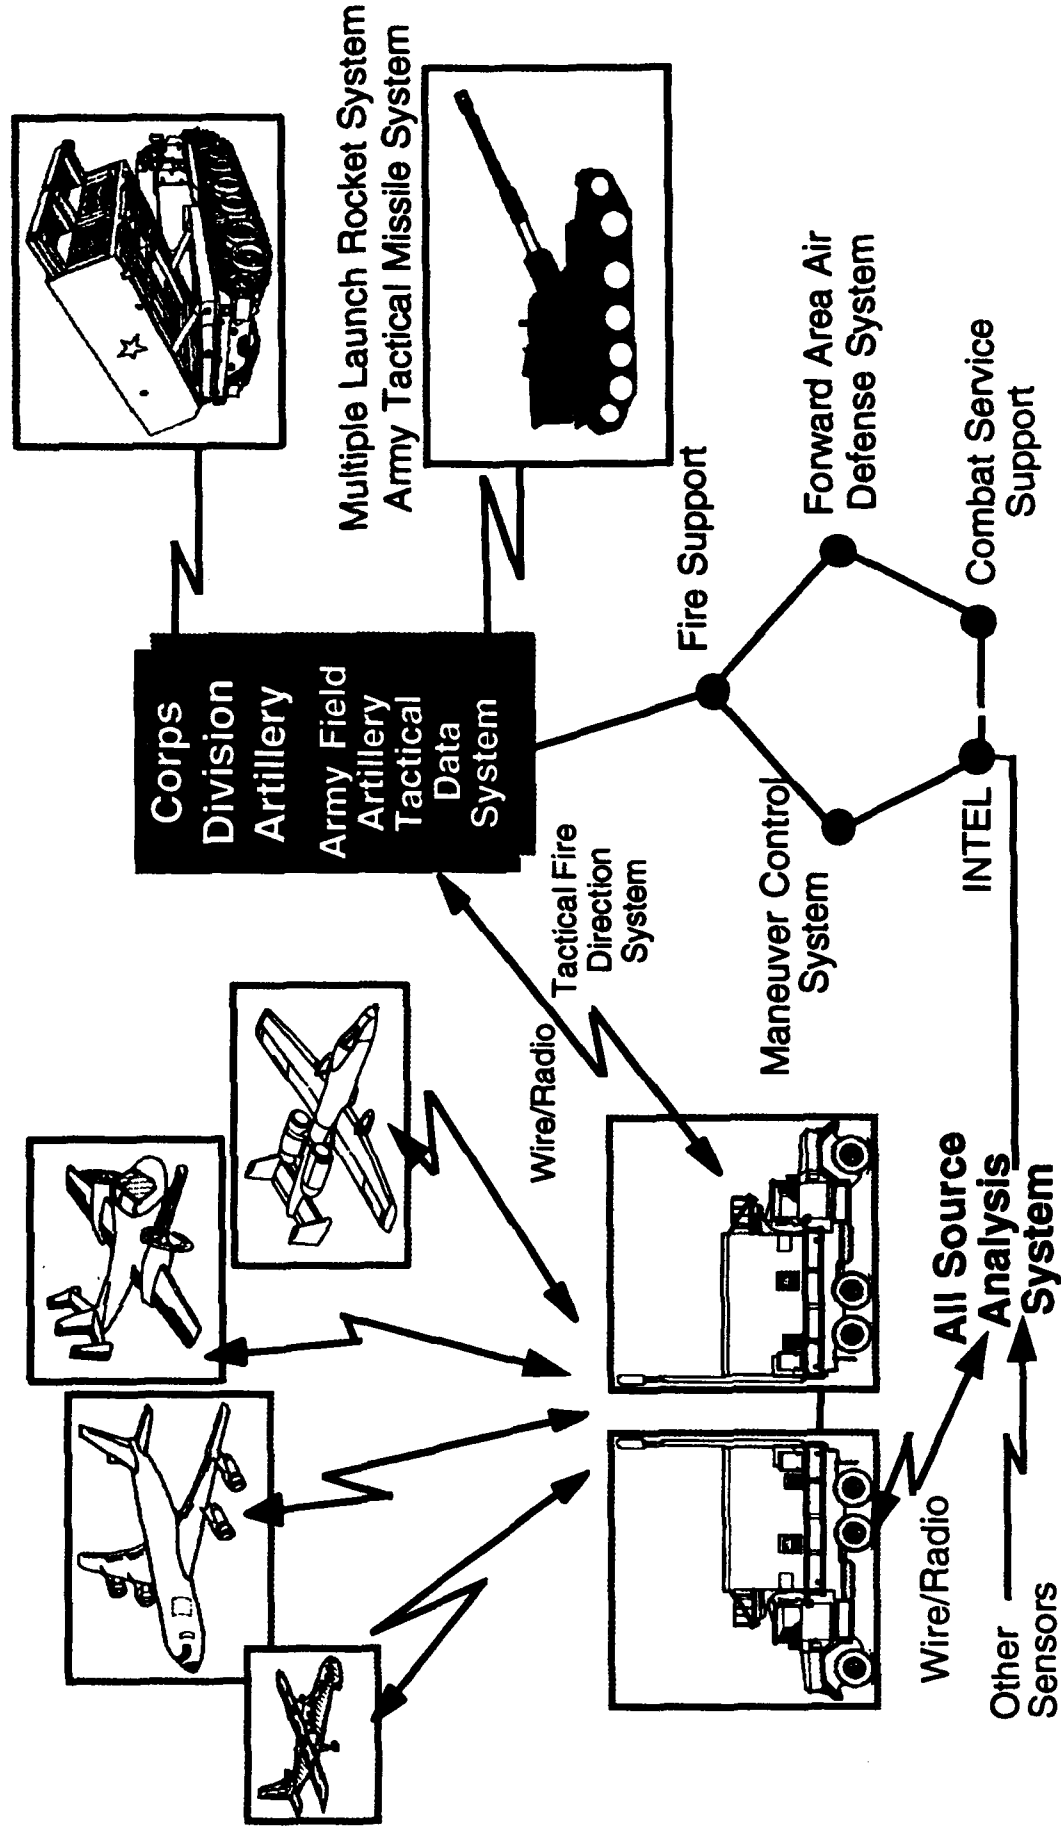 Multiple Launch Rocket System
Army Tactical Missile System
Corps
Division
Artillery
Army Field
Artillery
Tactical
Data
System
Fire Support
Forward Area Air
Defense System
Combat Service
Support
INTEL
Maneuver Control
System
Tactical Fire
Direction
System
Wire/Radio
All Source
Analysis
System
Wire/Radio
Other
Sensors